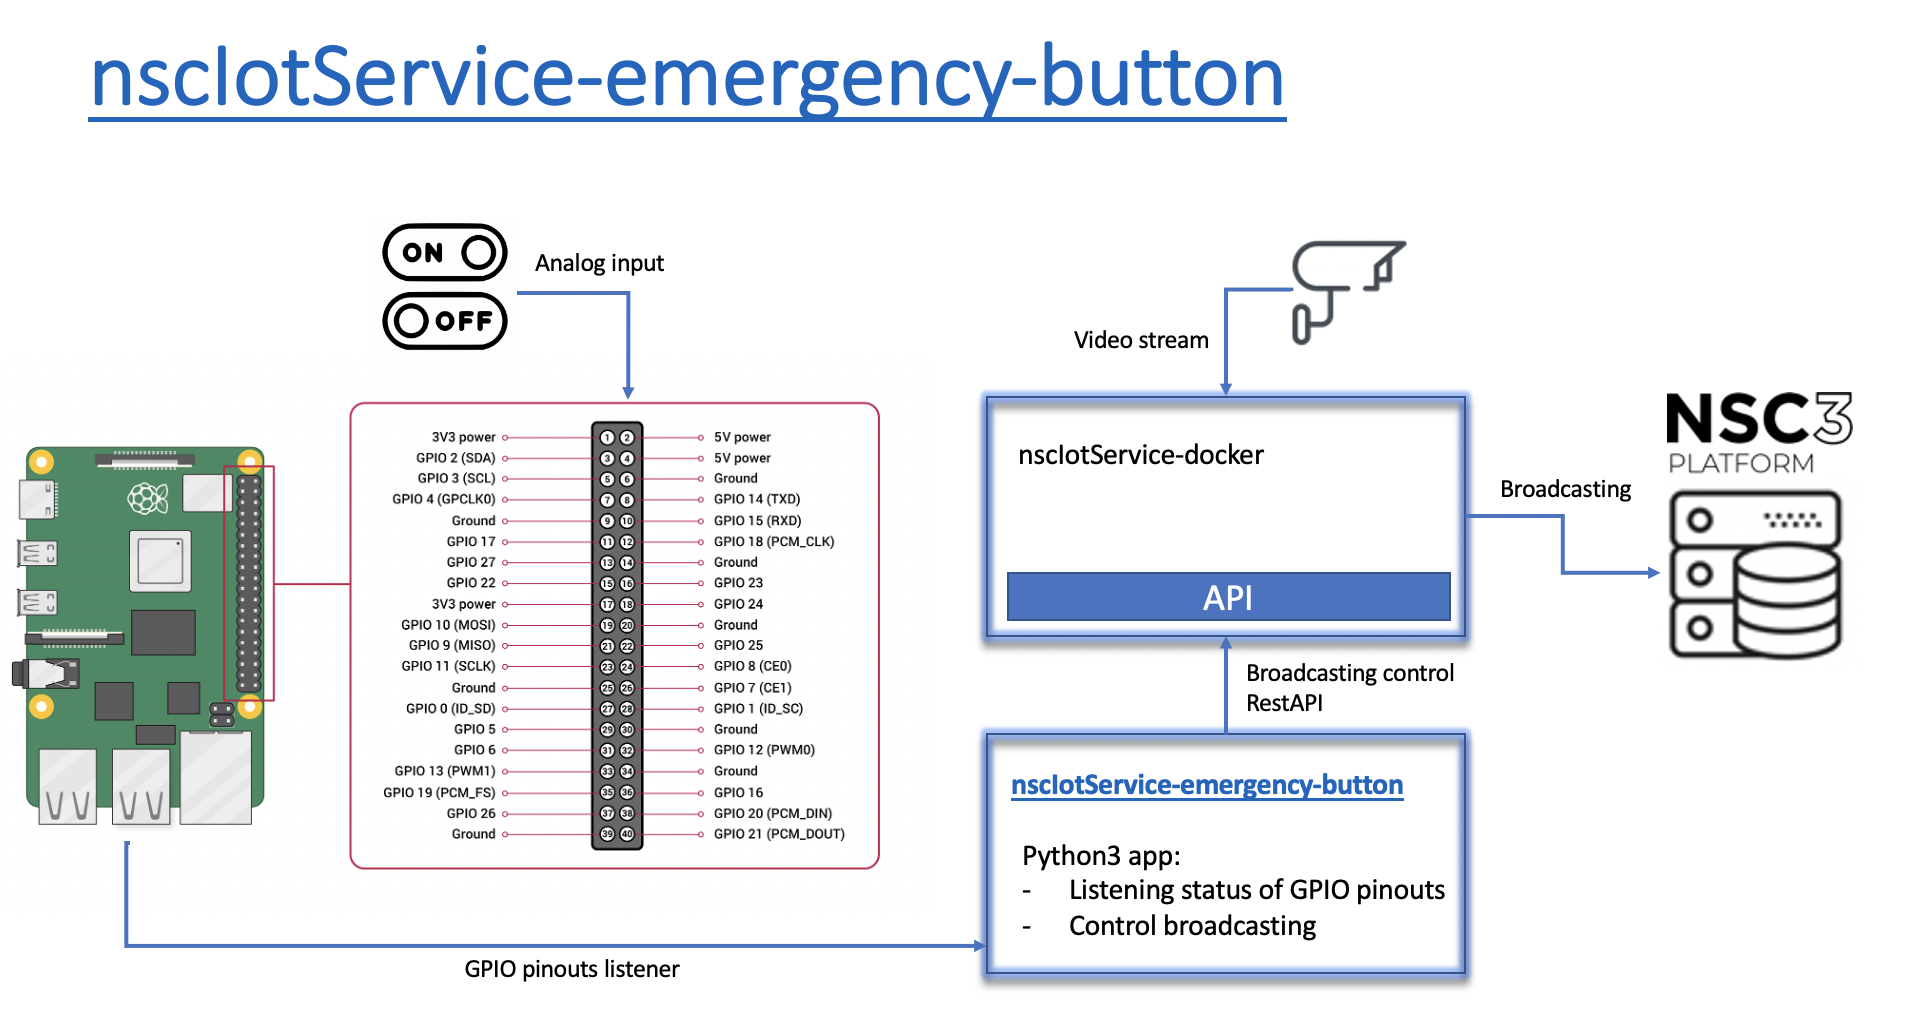 nscIotService-emergency-button
ON
OFF
Analog input
Video stream
3V3 power 1 2 5V power
GPIO 2 (SDA) 3 4 5V power
GPIO 3 (SCL) 5 6 Ground
GPIO 4 (GPCLK0) 7 8 GPIO 14 (TXD)
Ground 9 10 GPIO 15 (RXD)
GPIO 17 11 12 GPIO 18 (PCM_CLK)
GPIO 27 13 14 Ground
GPIO 22 15 16 GPIO 23
3V3 power 17 18 GPIO 24
GPIO 10 (MOSI) 19 20 Ground
GPIO 9 (MISO) 21 22 GPIO 25
GPIO 11 (SCLK) 23 24 GPIO 8 (CE0)
Ground 25 26 GPIO 7 (CE1)
GPIO 0 (ID_SD) 27 28 GPIO 1 (ID_SC)
GPIO 5 29 30 Ground
GPIO 6 31 32 GPIO 12 (PWM0)
GPIO 13 (PWM1) 33 34 Ground
GPIO 19 (PCM_FS) 35 36 GPIO 16
GPIO 26 37 38 GPIO 20 (PCM_DIN)
Ground 39 40 GPIO 21 (PCM_DOUT)
nscIotService-docker
API
Broadcasting
NSC3
PLATFORM
Broadcasting control
RestAPI
nscIotService-emergency-button
Python3 app:
- Listening status of GPIO pinouts
- Control broadcasting
GPIO pinouts listener